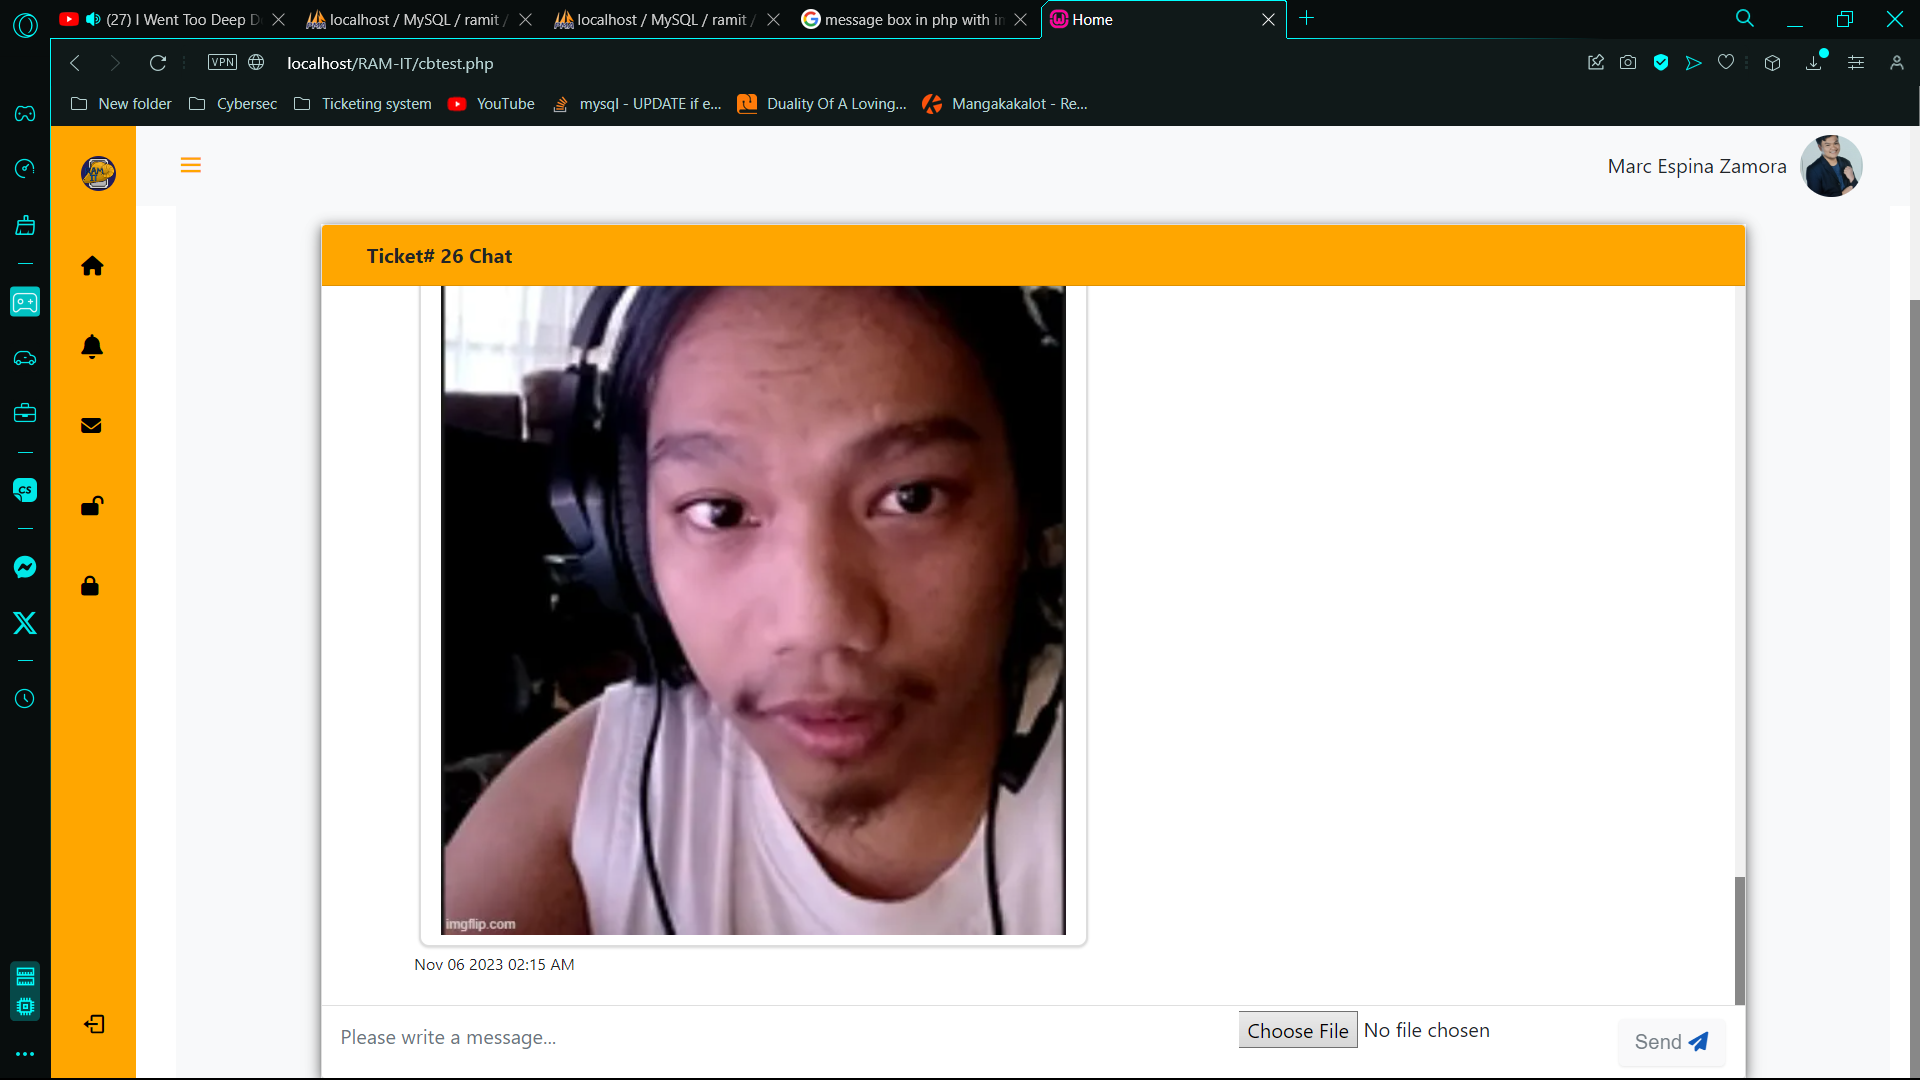 (27) I Went Too Deep D
localhost / MySQL / ramit /
localhost / MySQL / ramit /
message box in php with in
Home
VPN
localhost/RAM-IT/cbtest.php
New folder
Cybersec
Ticketing system
YouTube
mysql - UPDATE if e...
Duality Of A Loving...
Mangakakalot - Re...
Marc Espina Zamora
Ticket# 26 Chat
CS
imgflip.com
Nov 06 2023 02:15 AM
Please write a message...
Choose File
No file chosen
Send